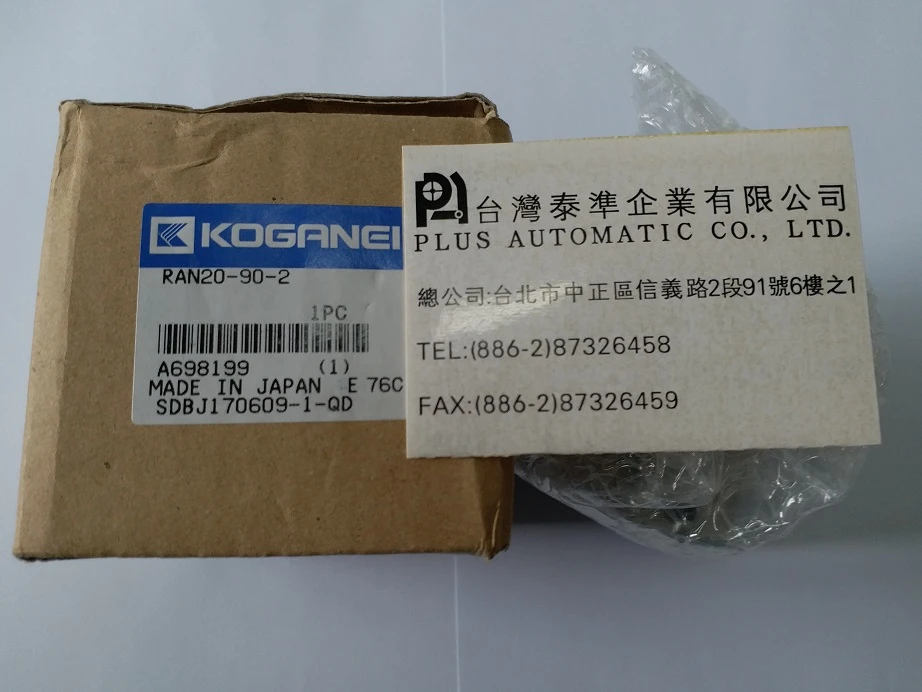 KOGANEI
RAN20-90-2
1PC
A698199 (1)
MADE IN JAPAN E 76C
SDBJ170609-1-QD
台灣泰準企業有限公司
PLUS AUTOMATIC CO., LTD.
總公司:台北市中正區信義路2段91號6樓之1
TEL:(886-2)87326458
FAX:(886-2)87326459